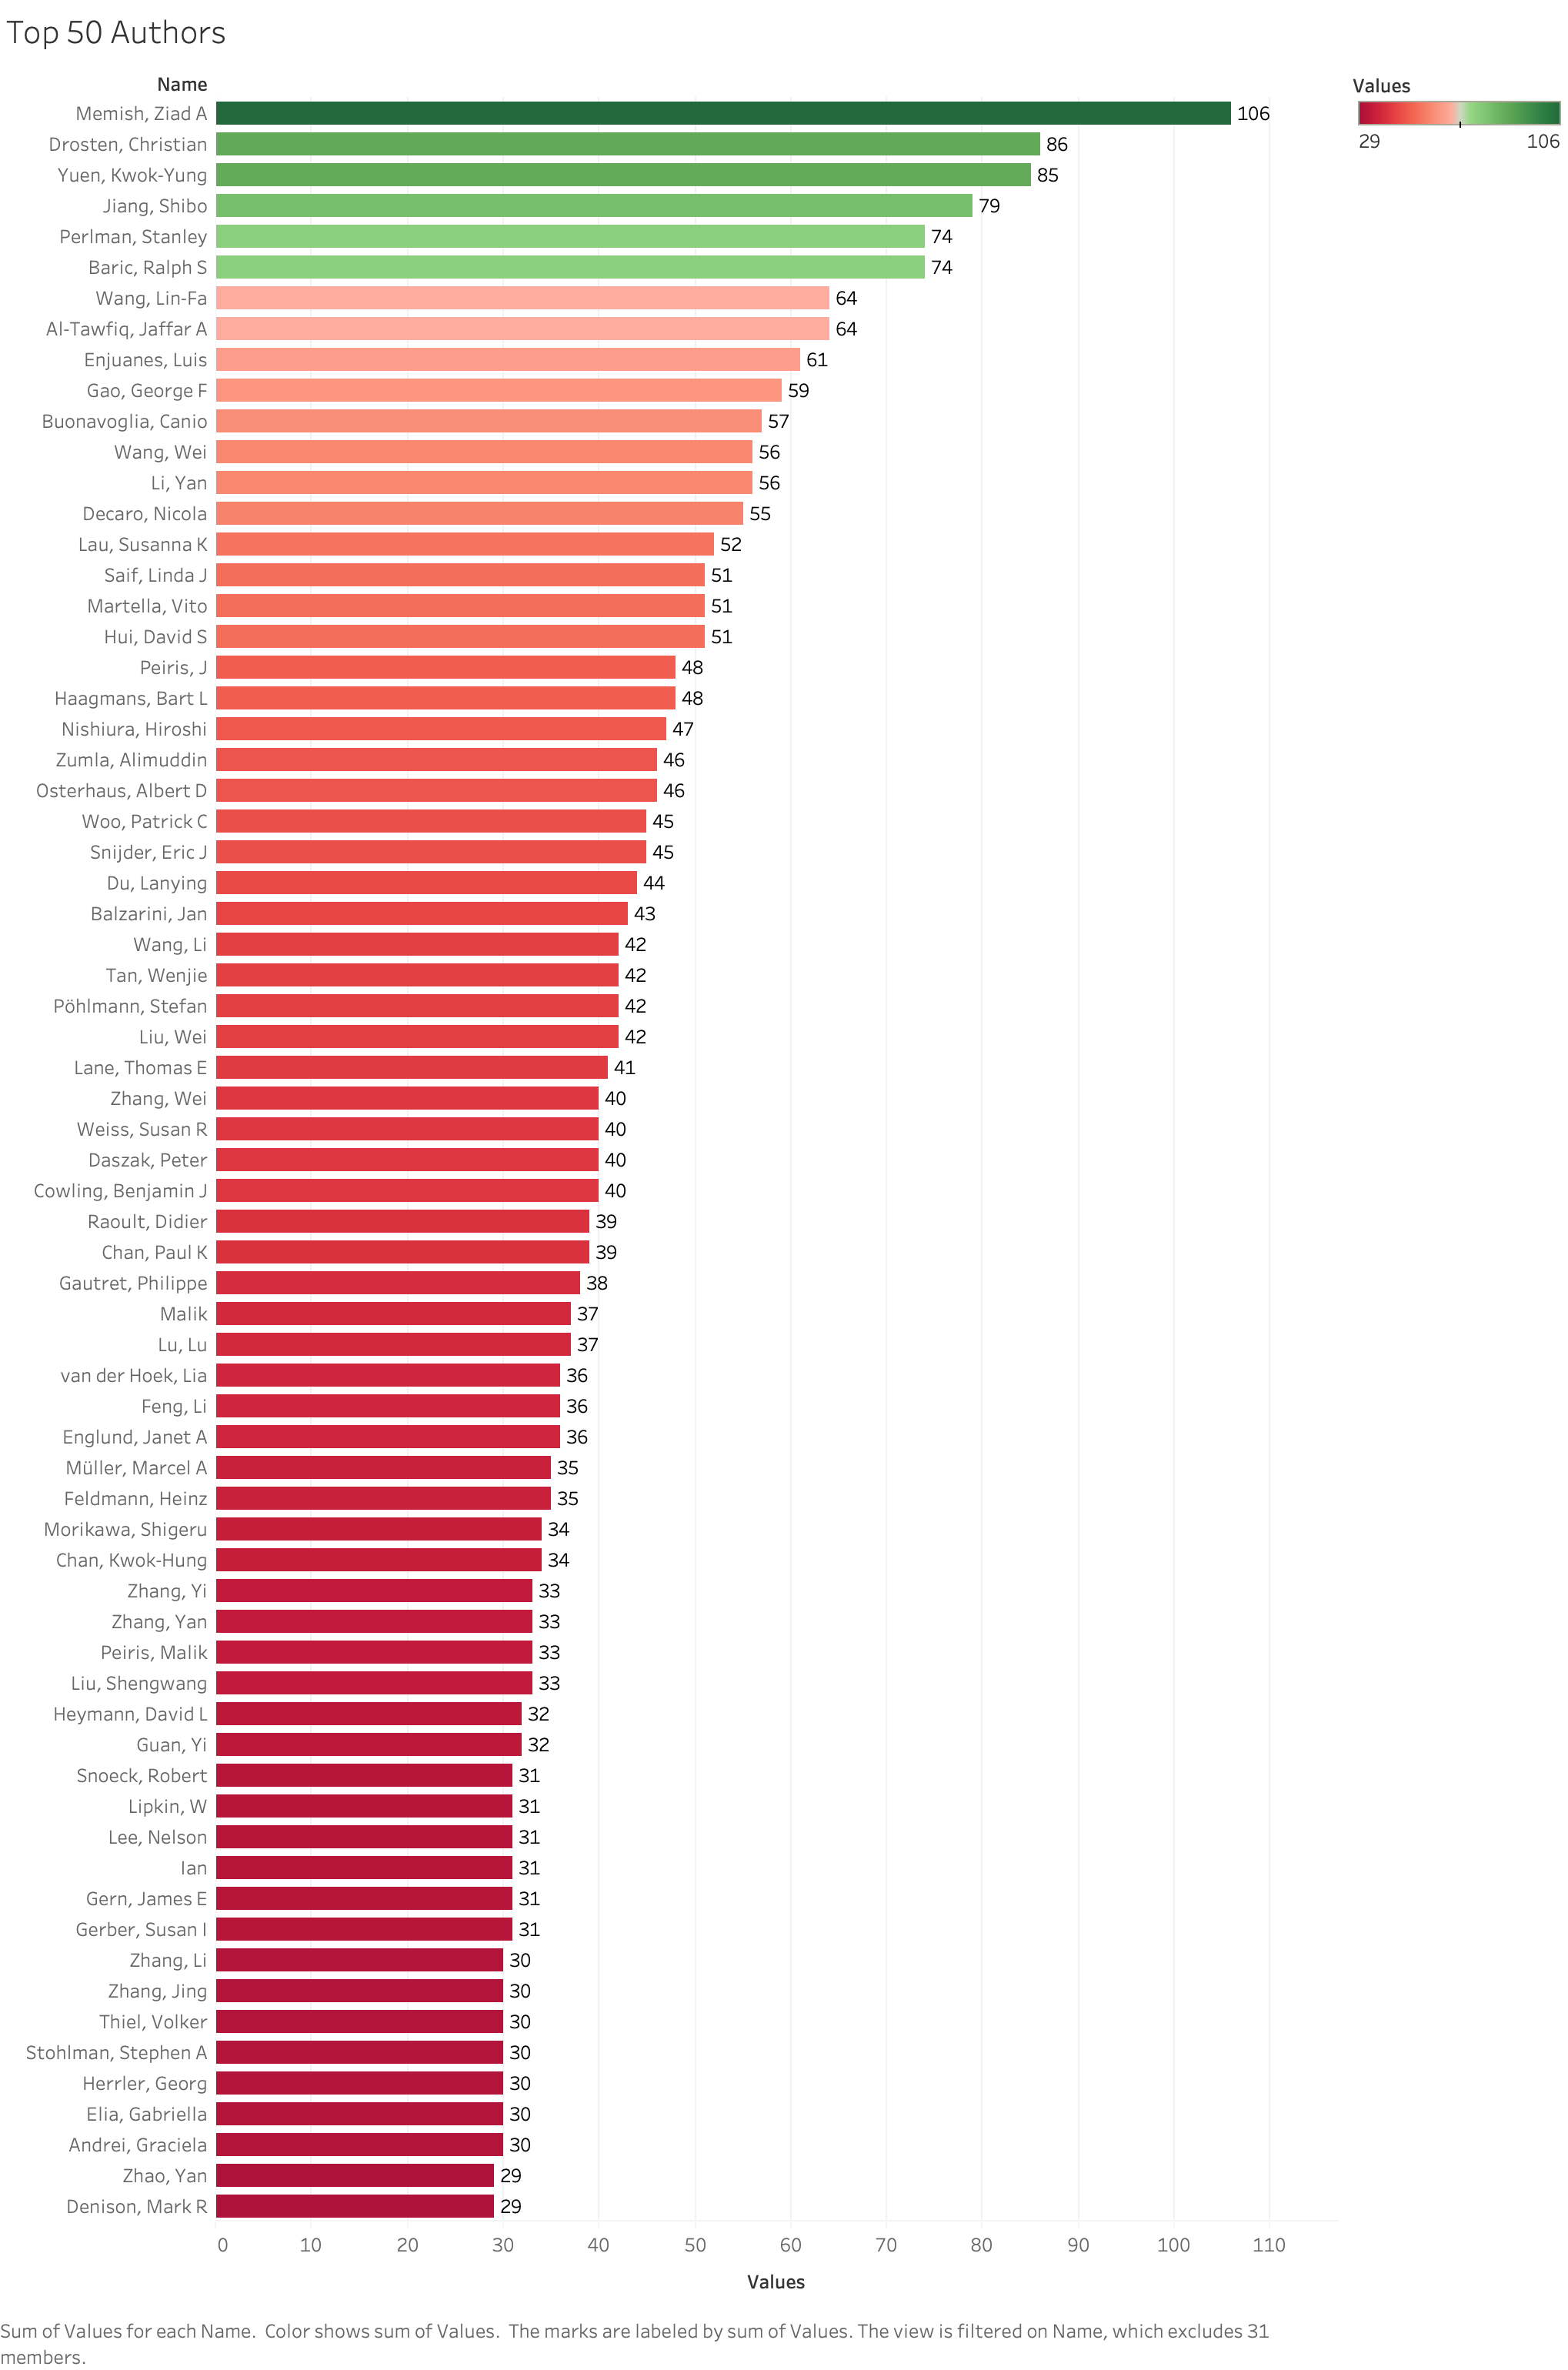 Top 50 Authors
Name
Values
29 106
Memish, Ziad A 106
Drosten, Christian 86
Yuen, Kwok-Yung 85
Jiang, Shibo 79
Perlman, Stanley 74
Baric, Ralph S 74
Wang, Lin-Fa 64
Al-Tawfiq, Jaffar A 64
Enjuanes, Luis 61
Gao, George F 59
Buonavoglia, Canio 57
Wang, Wei 56
Li, Yan 56
Decaro, Nicola 55
Lau, Susanna K 52
Saif, Linda J 51
Martella, Vito 51
Hui, David S 51
Peiris, J 48
Haagmans, Bart L 48
Nishiura, Hiroshi 47
Zumla, Alimuddin 46
Osterhaus, Albert D 46
Woo, Patrick C 45
Snijder, Eric J 45
Du, Lanying 44
Balzarini, Jan 43
Wang, Li 42
Tan, Wenjie 42
Pöhlmann, Stefan 42
Liu, Wei 42
Lane, Thomas E 41
Zhang, Wei 40
Weiss, Susan R 40
Daszak, Peter 40
Cowling, Benjamin J 40
Raoult, Didier 39
Chan, Paul K 39
Gautret, Philippe 38
Malik 37
Lu, Lu 37
van der Hoek, Lia 36
Feng, Li 36
Englund, Janet A 36
Müller, Marcel A 35
Feldmann, Heinz 35
Morikawa, Shigeru 34
Chan, Kwok-Hung 34
Zhang, Yi 33
Zhang, Yan 33
Peiris, Malik 33
Liu, Shengwang 33
Heymann, David L 32
Guan, Yi 32
Snoeck, Robert 31
Lipkin, W 31
Lee, Nelson 31
Ian 31
Gern, James E 31
Gerber, Susan I 31
Zhang, Li 30
Zhang, Jing 30
Thiel, Volker 30
Stohlman, Stephen A 30
Herrler, Georg 30
Elia, Gabriella 30
Andrei, Graciela 30
Zhao, Yan 29
Denison, Mark R 29
0 10 20 30 40 50 60 70 80 90 100 110
Values
Sum of Values for each Name.  Color shows sum of Values.  The marks are labeled by sum of Values. The view is filtered on Name, which excludes 31
members.